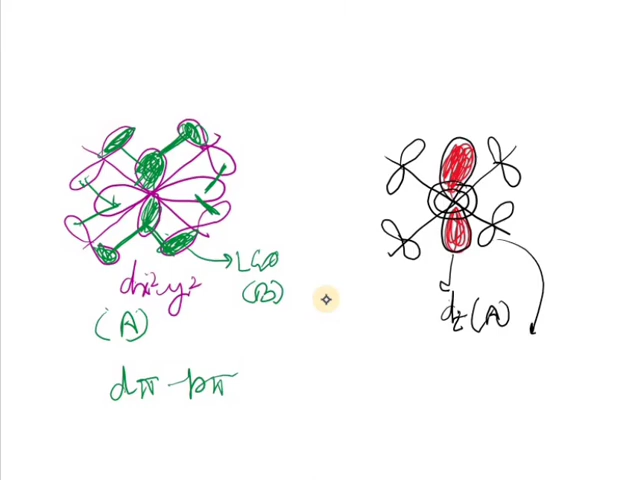 LGO
(B)
dx²-y²
(A)
dπ-pπ
dz²(A)